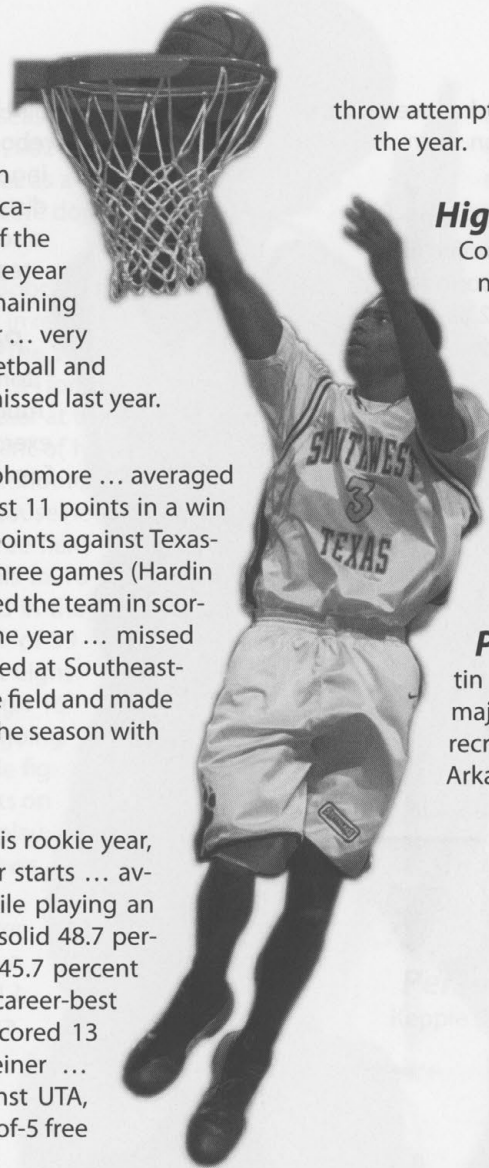 n
ca-
f the
e year
naining
r … very
etball and
nissed last year.
phomore … averaged
st 11 points in a win
points against Texas-
hree games (Hardin
ed the team in scor-
he year … missed
ed at Southeast-
e field and made
he season with
is rookie year,
r starts … av-
ile playing an
solid 48.7 per-
45.7 percent
career-best
cored 13
einer …
nst UTA,
of-5 free
throw attempt
the year.
Hig
Co
n
SOUTHWEST
3
TEXAS
P
tin
maj
recr
Arka